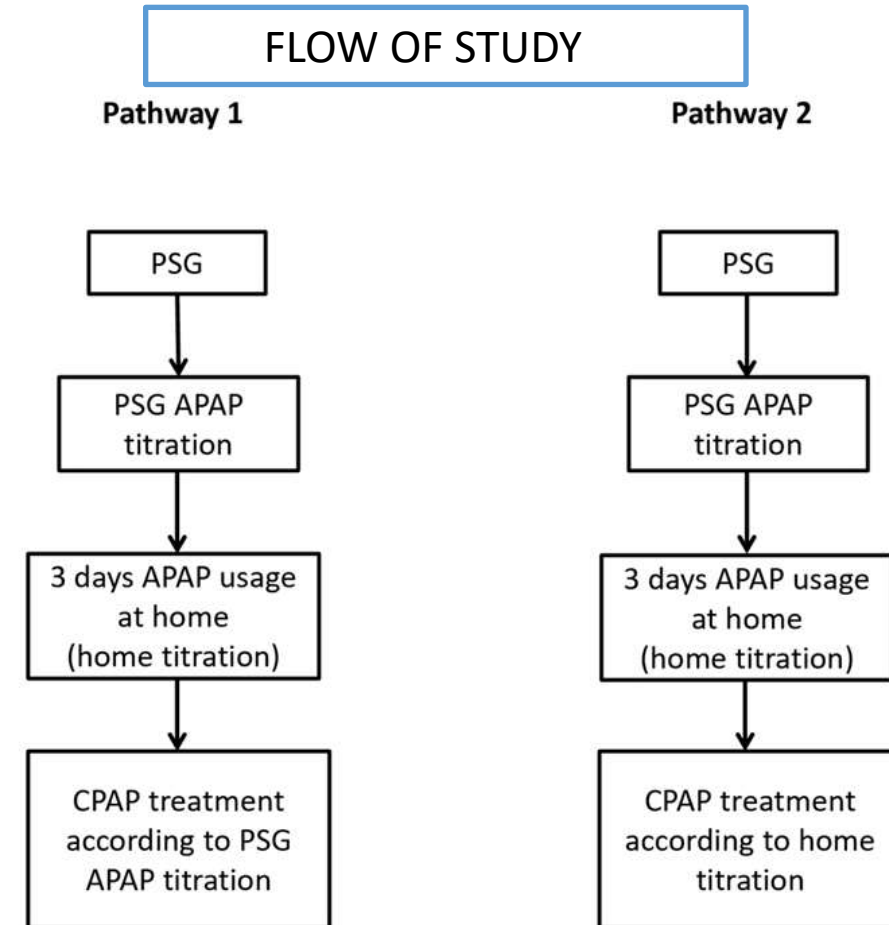 FLOW OF STUDY
Pathway 1
PSG
PSG APAP
titration
3 days APAP usage
at home
(home titration)
CPAP treatment
according to PSG
APAP titration
Pathway 2
PSG
PSG APAP
titration
3 days APAP usage
at home
(home titration)
CPAP treatment
according to home
titration